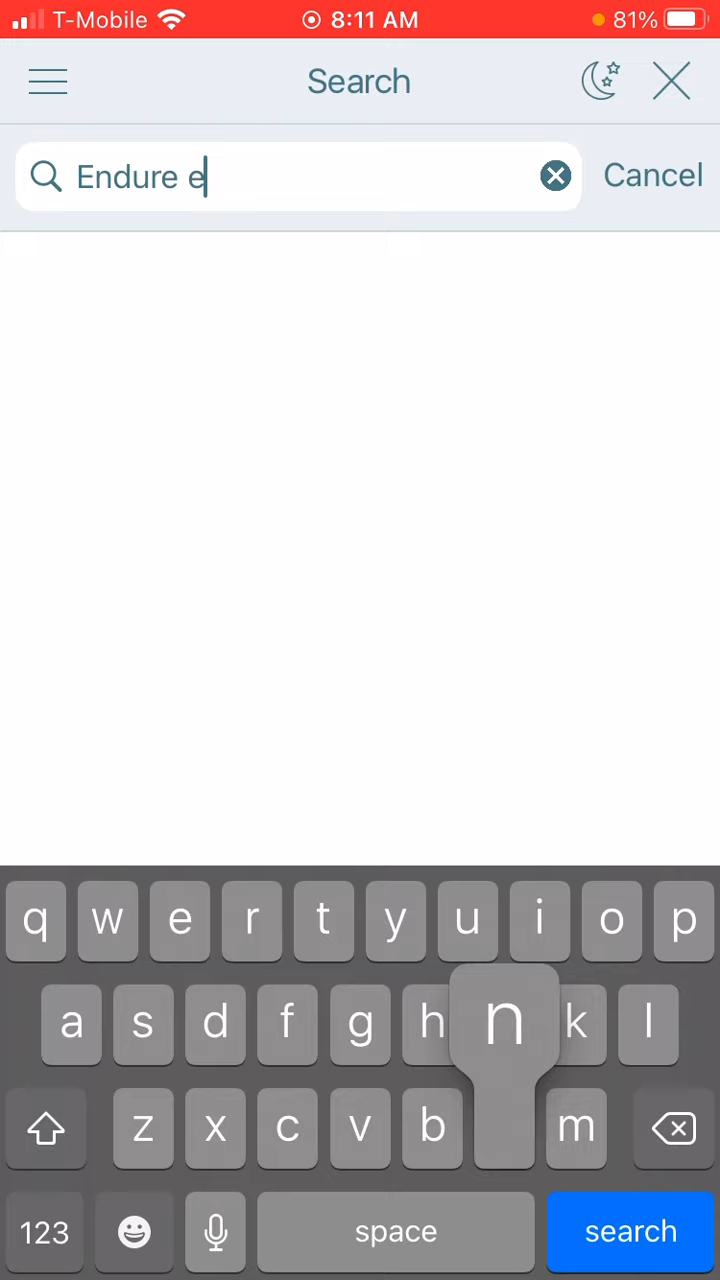 T-Mobile 8:11 AM 81%
Search
Endure e Cancel
q w e r t y u i o p
a s d f g h n k l
z x c v b m
123 space search